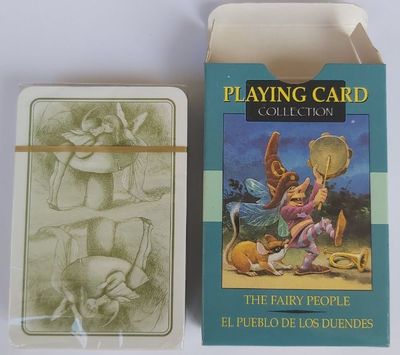 PLAYING CARD
COLLECTION
THE FAIRY PEOPLE
EL PUEBLO DE LOS DUENDES